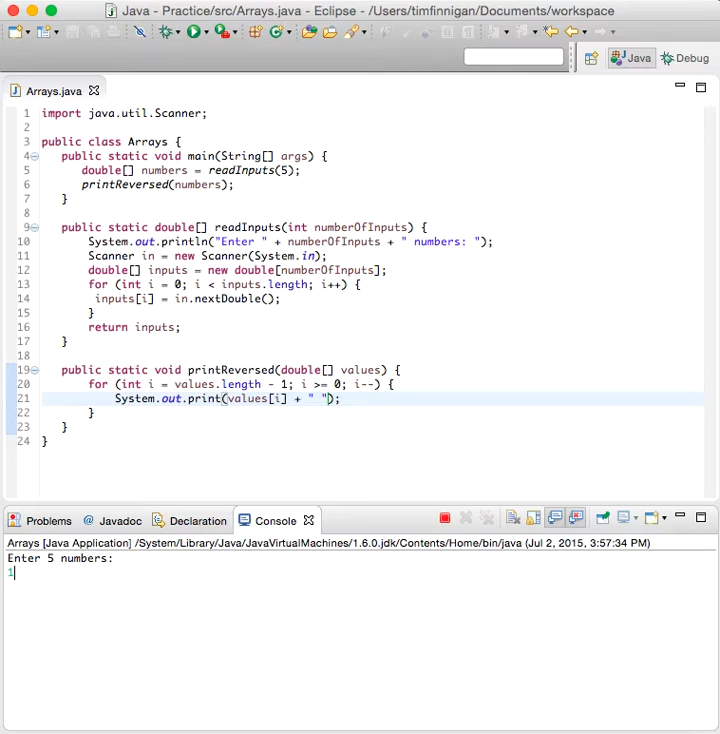 Java - Practice/src/Arrays.java - Eclipse - /Users/timfinnigan/Documents/workspace
Java
Debug
Arrays.java
1 import java.util.Scanner;
2
3 public class Arrays {
4 public static void main(String[] args) {
5 double[] numbers = readInputs(5);
6 printReversed(numbers);
7 }
8
9 public static double[] readInputs(int numberOfInputs) {
10 System.out.println("Enter " + numberOfInputs + " numbers: ");
11 Scanner in = new Scanner(System.in);
12 double[] inputs = new double[numberOfInputs];
13 for (int i = 0; i < inputs.length; i++) {
14 inputs[i] = in.nextDouble();
15 }
16 return inputs;
17 }
18
19 public static void printReversed(double[] values) {
20 for (int i = values.length - 1; i >= 0; i--) {
21 System.out.print(values[i] + " ");
22 }
23 }
24 }
Problems @ Javadoc Declaration Console
Arrays [Java Application] /System/Library/Java/JavaVirtualMachines/1.6.0.jdk/Contents/Home/bin/java (Jul 2, 2015, 3:57:34 PM)
Enter 5 numbers:
1